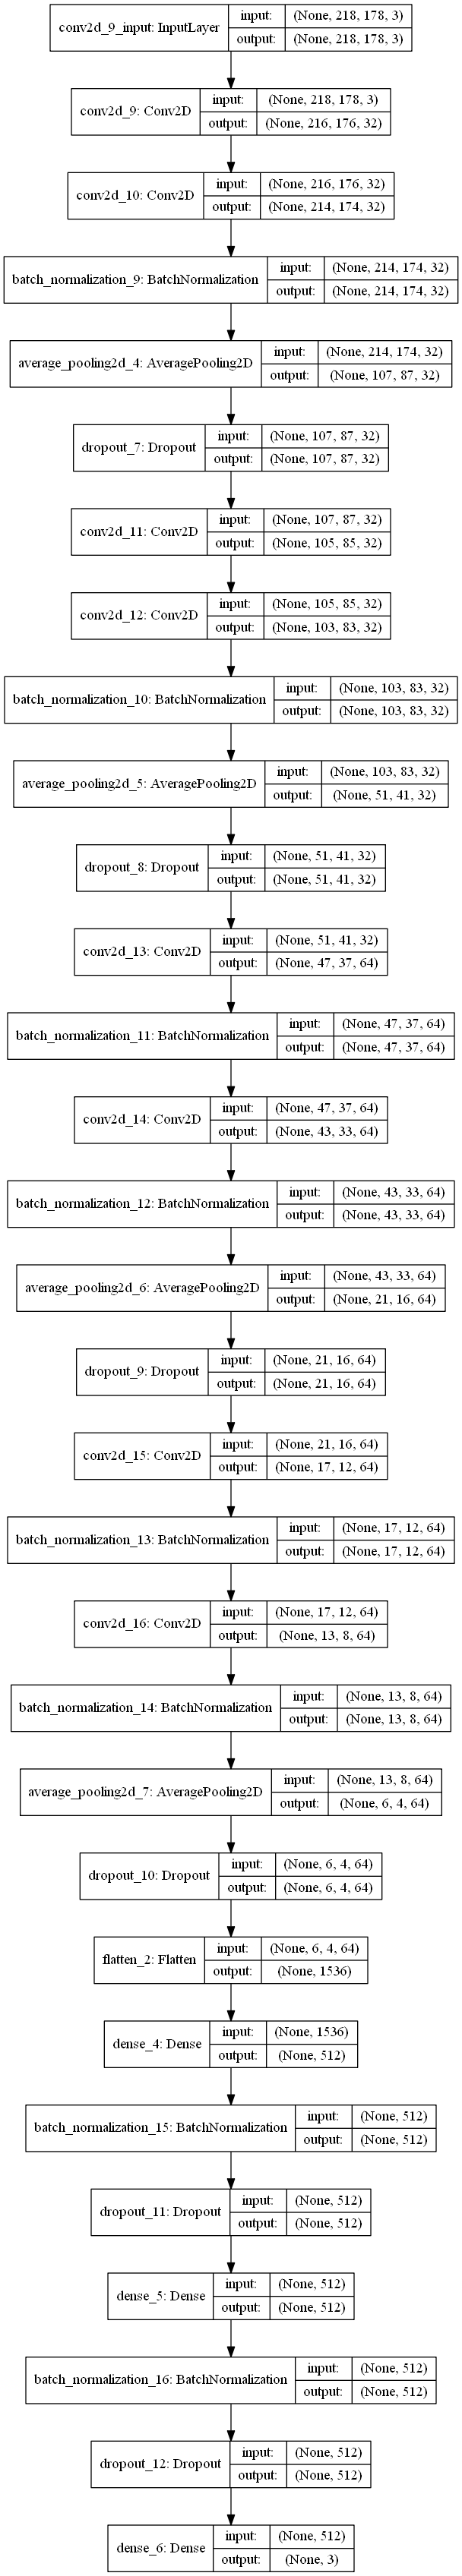 conv2d_9_input: InputLayer
input: (None, 218, 178, 3)
output: (None, 218, 178, 3)
conv2d_9: Conv2D
input: (None, 218, 178, 3)
output: (None, 216, 176, 32)
conv2d_10: Conv2D
input: (None, 216, 176, 32)
output: (None, 214, 174, 32)
batch_normalization_9: BatchNormalization
input: (None, 214, 174, 32)
output: (None, 214, 174, 32)
average_pooling2d_4: AveragePooling2D
input: (None, 214, 174, 32)
output: (None, 107, 87, 32)
dropout_7: Dropout
input: (None, 107, 87, 32)
output: (None, 107, 87, 32)
conv2d_11: Conv2D
input: (None, 107, 87, 32)
output: (None, 105, 85, 32)
conv2d_12: Conv2D
input: (None, 105, 85, 32)
output: (None, 103, 83, 32)
batch_normalization_10: BatchNormalization
input: (None, 103, 83, 32)
output: (None, 103, 83, 32)
average_pooling2d_5: AveragePooling2D
input: (None, 103, 83, 32)
output: (None, 51, 41, 32)
dropout_8: Dropout
input: (None, 51, 41, 32)
output: (None, 51, 41, 32)
conv2d_13: Conv2D
input: (None, 51, 41, 32)
output: (None, 47, 37, 64)
batch_normalization_11: BatchNormalization
input: (None, 47, 37, 64)
output: (None, 47, 37, 64)
conv2d_14: Conv2D
input: (None, 47, 37, 64)
output: (None, 43, 33, 64)
batch_normalization_12: BatchNormalization
input: (None, 43, 33, 64)
output: (None, 43, 33, 64)
average_pooling2d_6: AveragePooling2D
input: (None, 43, 33, 64)
output: (None, 21, 16, 64)
dropout_9: Dropout
input: (None, 21, 16, 64)
output: (None, 21, 16, 64)
conv2d_15: Conv2D
input: (None, 21, 16, 64)
output: (None, 17, 12, 64)
batch_normalization_13: BatchNormalization
input: (None, 17, 12, 64)
output: (None, 17, 12, 64)
conv2d_16: Conv2D
input: (None, 17, 12, 64)
output: (None, 13, 8, 64)
batch_normalization_14: BatchNormalization
input: (None, 13, 8, 64)
output: (None, 13, 8, 64)
average_pooling2d_7: AveragePooling2D
input: (None, 13, 8, 64)
output: (None, 6, 4, 64)
dropout_10: Dropout
input: (None, 6, 4, 64)
output: (None, 6, 4, 64)
flatten_2: Flatten
input: (None, 6, 4, 64)
output: (None, 1536)
dense_4: Dense
input: (None, 1536)
output: (None, 512)
batch_normalization_15: BatchNormalization
input: (None, 512)
output: (None, 512)
dropout_11: Dropout
input: (None, 512)
output: (None, 512)
dense_5: Dense
input: (None, 512)
output: (None, 512)
batch_normalization_16: BatchNormalization
input: (None, 512)
output: (None, 512)
dropout_12: Dropout
input: (None, 512)
output: (None, 512)
dense_6: Dense
input: (None, 512)
output: (None, 3)